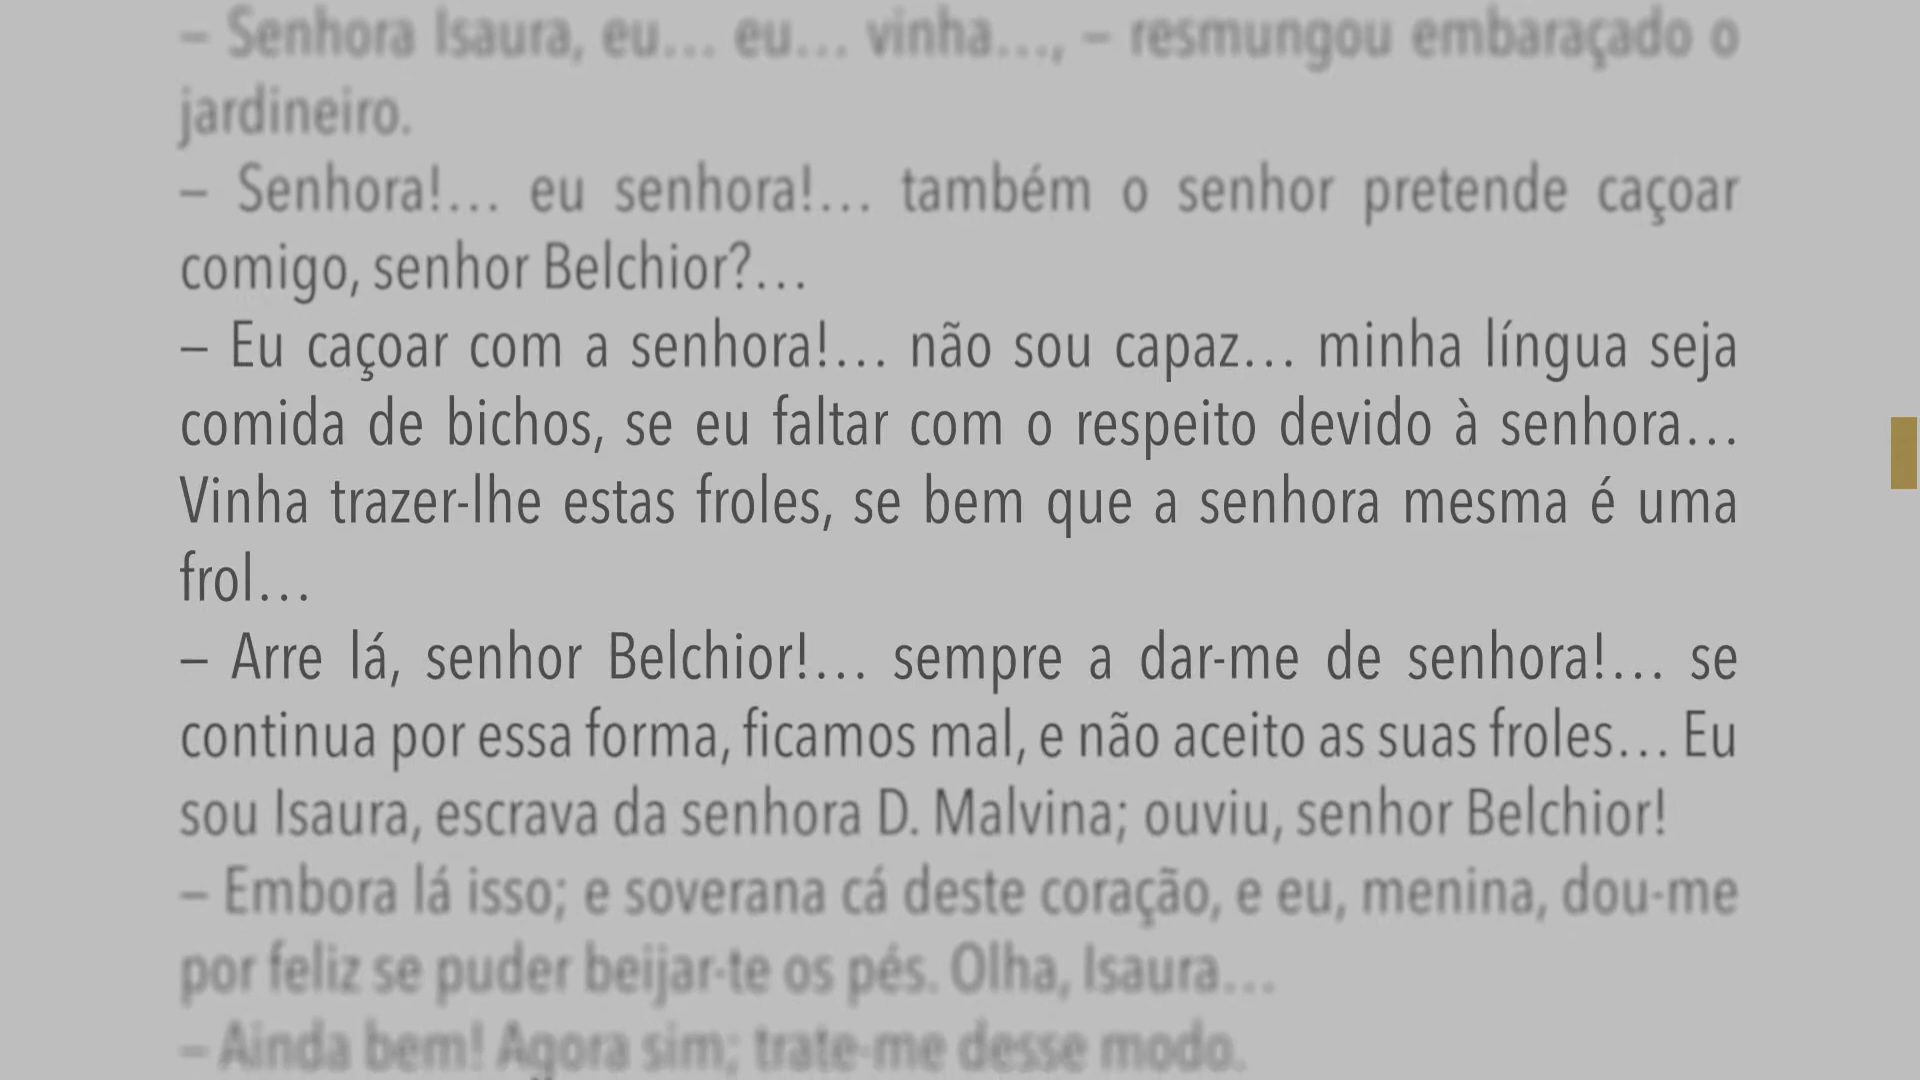 – Senhora Isaura, eu… eu… vinha…, – resmungou embaraçado o
jardineiro.
– Senhora!… eu senhora!… também o senhor pretende caçoar
comigo, senhor Belchior?…
– Eu caçoar com a senhora!… não sou capaz… minha língua seja
comida de bichos, se eu faltar com o respeito devido à senhora…
Vinha trazer-lhe estas froles, se bem que a senhora mesma é uma
frol…
– Arre lá, senhor Belchior!… sempre a dar-me de senhora!… se
continua por essa forma, ficamos mal, e não aceito as suas froles… Eu
sou Isaura, escrava da senhora D. Malvina; ouviu, senhor Belchior!
– Embora lá isso; e soverana cá deste coração, e eu, menina, dou-me
por feliz se puder beijar-te os pés. Olha, Isaura…
– Ainda bem! Agora sim; trate-me desse modo.